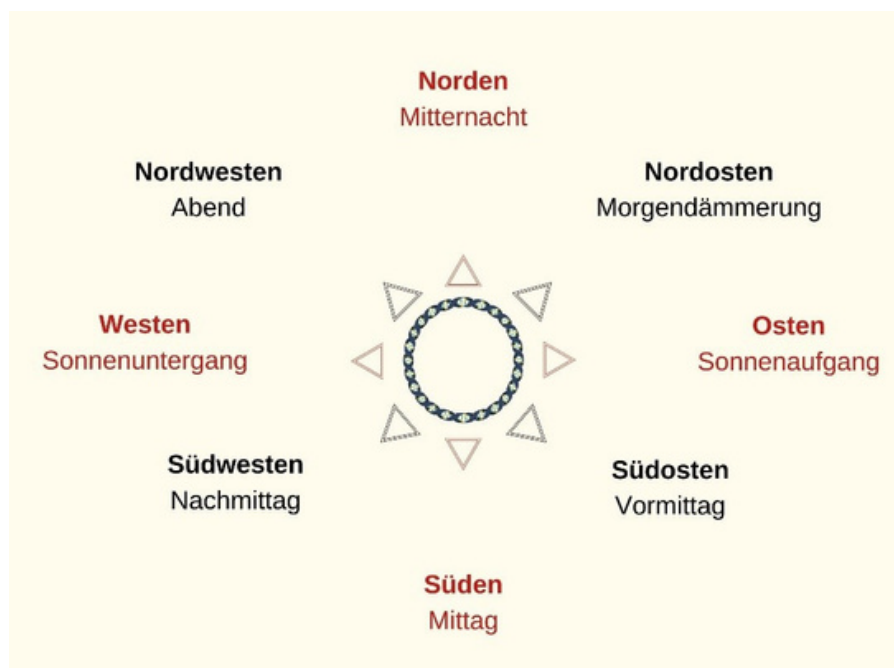 Norden
Mitternacht
Nordwesten
Abend
Nordosten
Morgendämmerung
Westen
Sonnenuntergang
Osten
Sonnenaufgang
Südwesten
Nachmittag
Südosten
Vormittag
Süden
Mittag